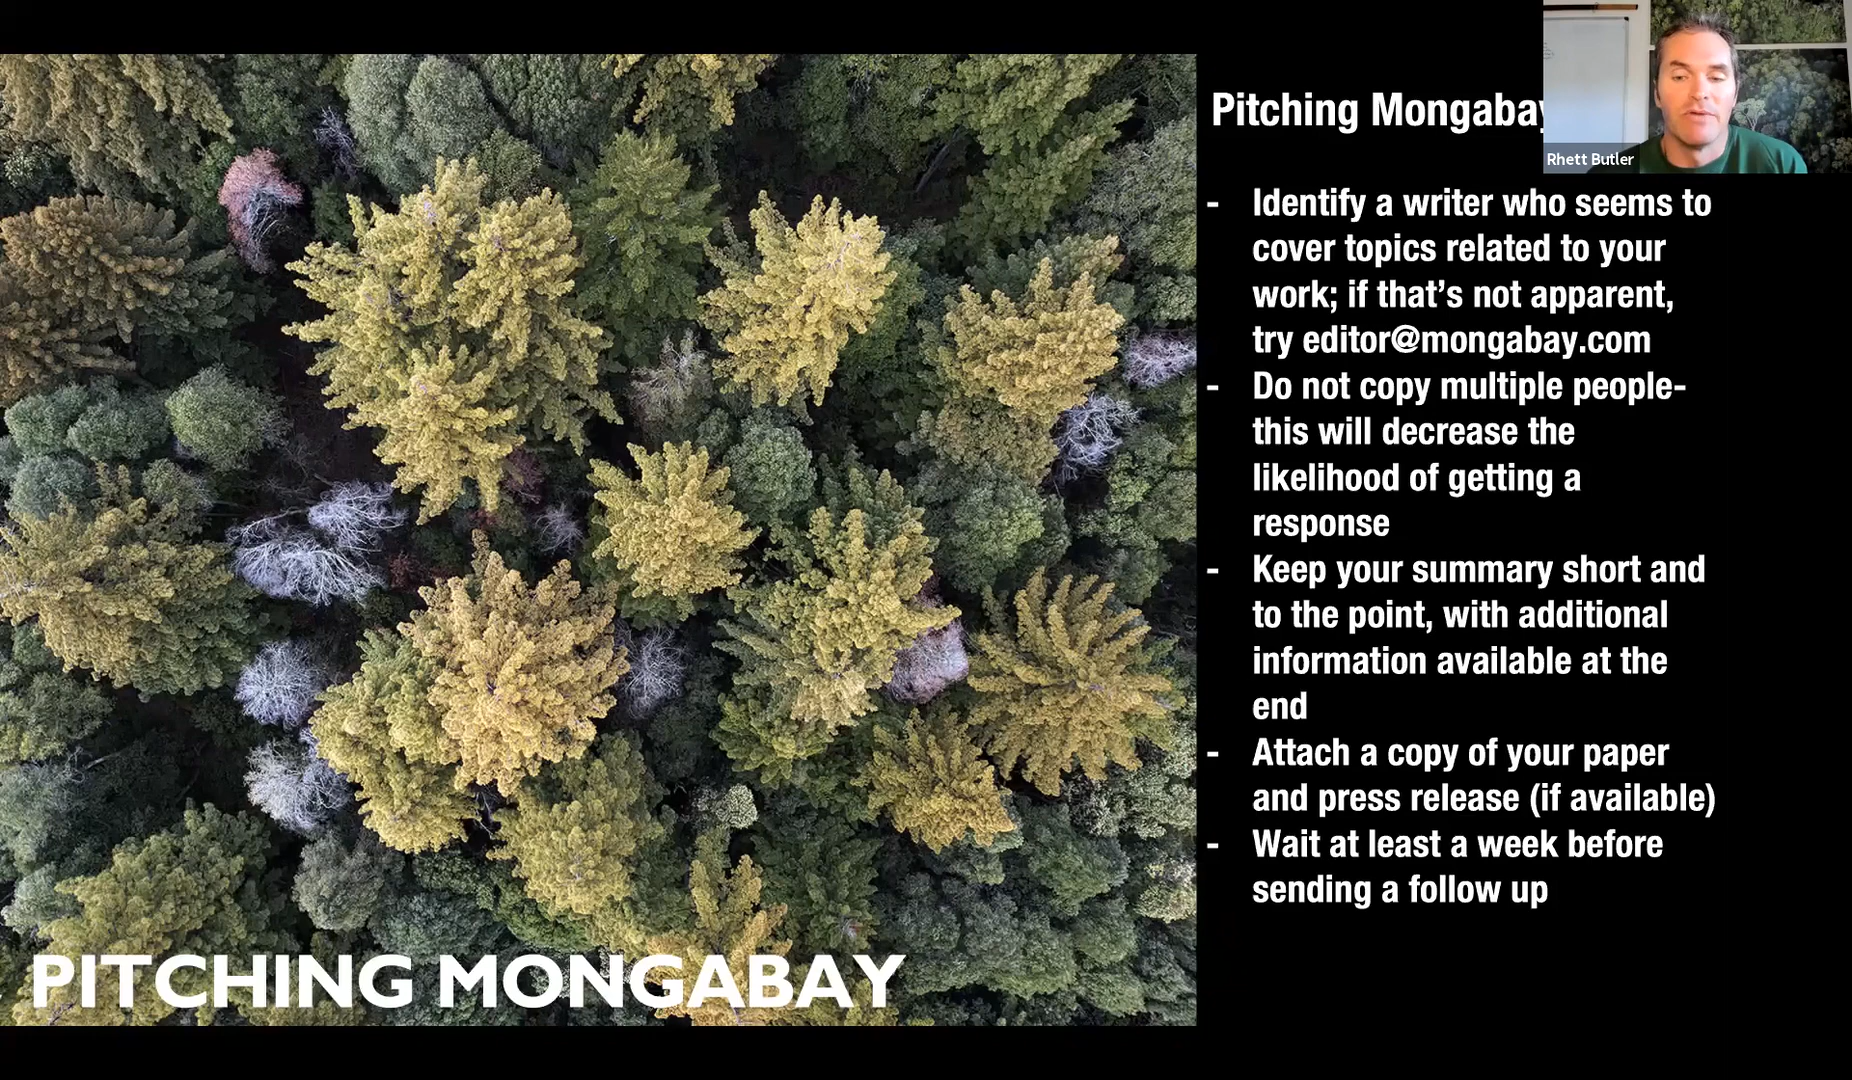 Pitching Mongabay
Rhett Butler
- Identify a writer who seems to
cover topics related to your
work; if that’s not apparent,
try editor@mongabay.com
- Do not copy multiple people-
this will decrease the
likelihood of getting a
response
- Keep your summary short and
to the point, with additional
information available at the
end
- Attach a copy of your paper
and press release (if available)
- Wait at least a week before
sending a follow up
PITCHING MONGABAY